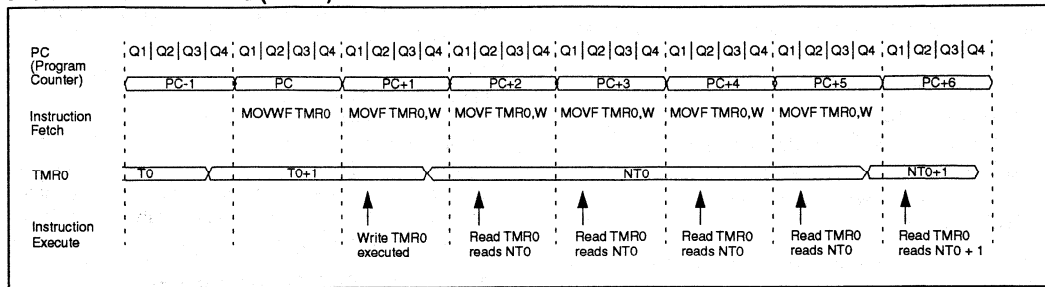 PC (Program Counter)
Q1 Q2 Q3 Q4 Q1 Q2 Q3 Q4 Q1 Q2 Q3 Q4 Q1 Q2 Q3 Q4 Q1 Q2 Q3 Q4 Q1 Q2 Q3 Q4 Q1 Q2 Q3 Q4 Q1 Q2 Q3 Q4
PC-1 PC PC+1 PC+2 PC+3 PC+4 PC+5 PC+6
Instruction Fetch
MOVWF TMR0 MOVF TMR0,W MOVF TMR0,W MOVF TMR0,W MOVF TMR0,W MOVF TMR0,W
TMR0 T0 T0+1 NT0 NT0+1
Instruction Execute
Write TMR0 executed
Read TMR0 reads NT0
Read TMR0 reads NT0
Read TMR0 reads NT0
Read TMR0 reads NT0
Read TMR0 reads NT0 + 1